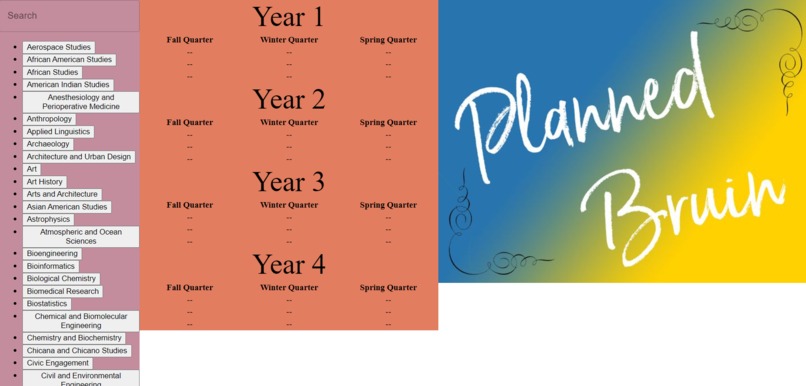 Search
Aerospace Studies
African American Studies
African Studies
American Indian Studies
Anesthesiology and
Perioperative Medicine
Anthropology
Applied Linguistics
Archaeology
Architecture and Urban Design
Art
Art History
Arts and Architecture
Asian American Studies
Astrophysics
Atmospheric and Ocean
Sciences
Bioengineering
Bioinformatics
Biological Chemistry
Biomedical Research
Biostatistics
Chemical and Biomolecular
Engineering
Chemistry and Biochemistry
Chicana and Chicano Studies
Civic Engagement
Civil and Environmental
Engineering
Year 1
Fall Quarter Winter Quarter Spring Quarter
-- -- --
-- -- --
-- -- --
Year 2
Fall Quarter Winter Quarter Spring Quarter
-- -- --
-- -- --
-- -- --
Year 3
Fall Quarter Winter Quarter Spring Quarter
-- -- --
-- -- --
-- -- --
Year 4
Fall Quarter Winter Quarter Spring Quarter
-- -- --
-- -- --
-- -- --
Planned
Bruin